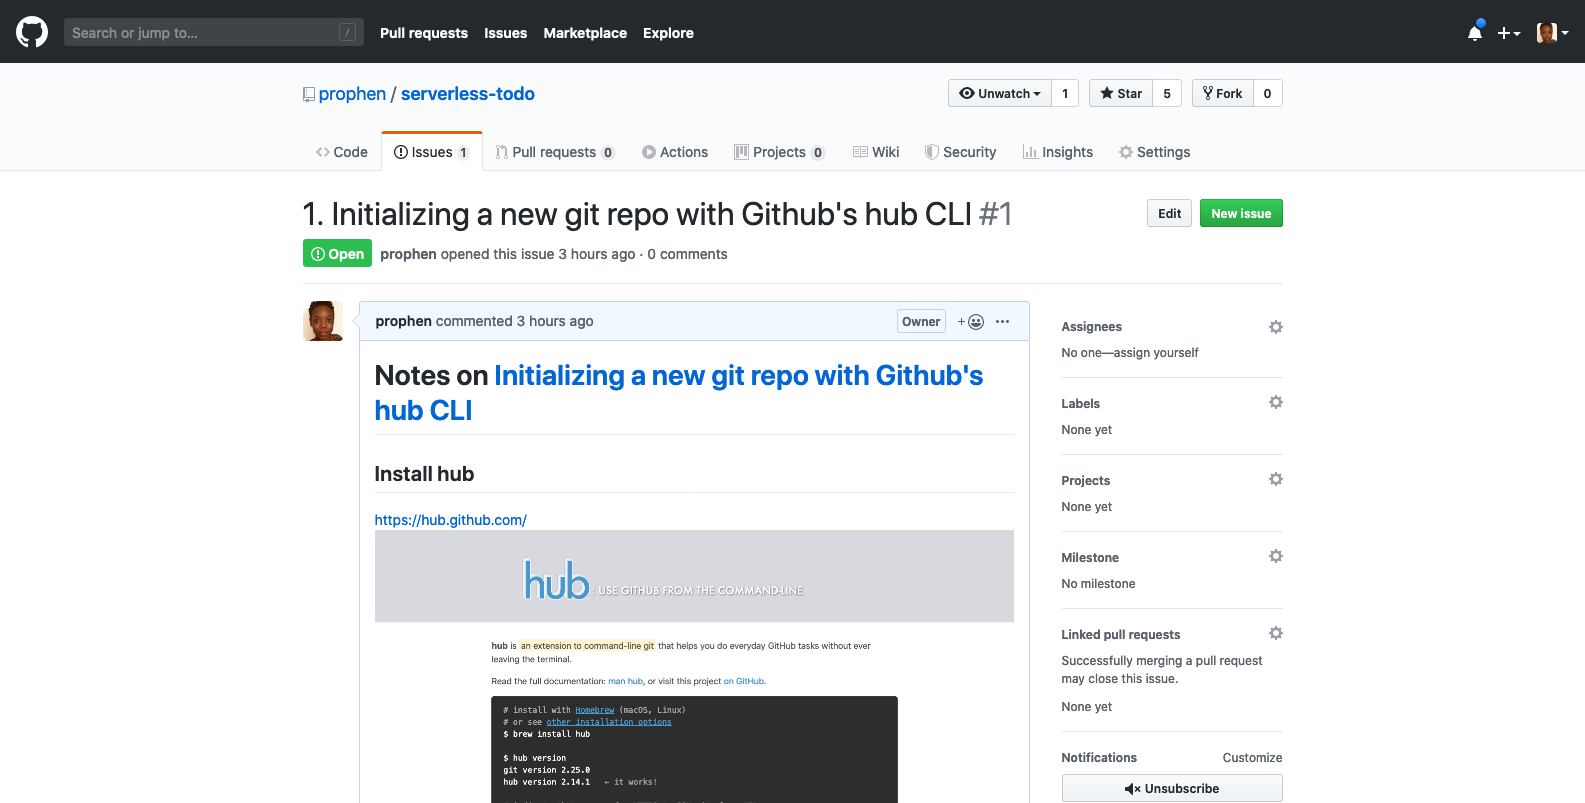 Search or jump to... /
Pull requests Issues Marketplace Explore
prophen / serverless-todo
Unwatch 1 Star 5 Fork 0
Code Issues 1 Pull requests 0 Actions Projects 0 Wiki Security Insights Settings
1. Initializing a new git repo with Github's hub CLI #1
Edit New issue
Open prophen opened this issue 3 hours ago · 0 comments
prophen commented 3 hours ago Owner
Notes on Initializing a new git repo with Github's
hub CLI
Install hub
https://hub.github.com/
hub : USE GITHUB FROM THE COMMAND-LINE
hub is an extension to command-line git that helps you do everyday GitHub tasks without ever
leaving the terminal.
Read the full documentation: man hub, or visit this project on GitHub.
# install with Homebrew (macOS, Linux)
# or see other installation options
$ brew install hub
$ hub version
git version 2.25.0
hub version 2.14.1 ← it works!
Assignees
No one—assign yourself
Labels
None yet
Projects
None yet
Milestone
No milestone
Linked pull requests
Successfully merging a pull request
may close this issue.
None yet
Notifications Customize
Unsubscribe